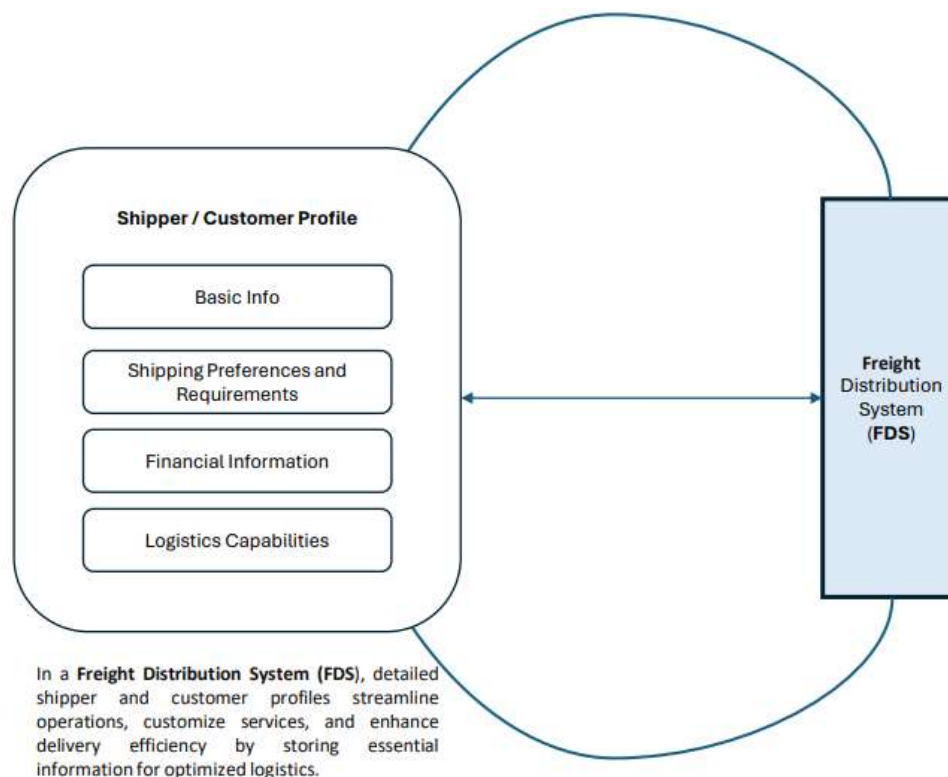 Shipper / Customer Profile
Basic Info
Shipping Preferences and
Requirements
Financial Information
Logistics Capabilities
Freight
Distribution
System
(FDS)
In a Freight Distribution System (FDS), detailed
shipper and customer profiles streamline
operations, customize services, and enhance
delivery efficiency by storing essential
information for optimized logistics.